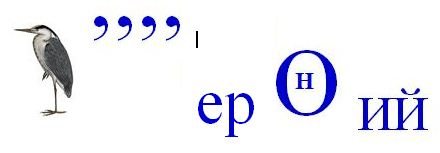 ,,,, ер О н ий